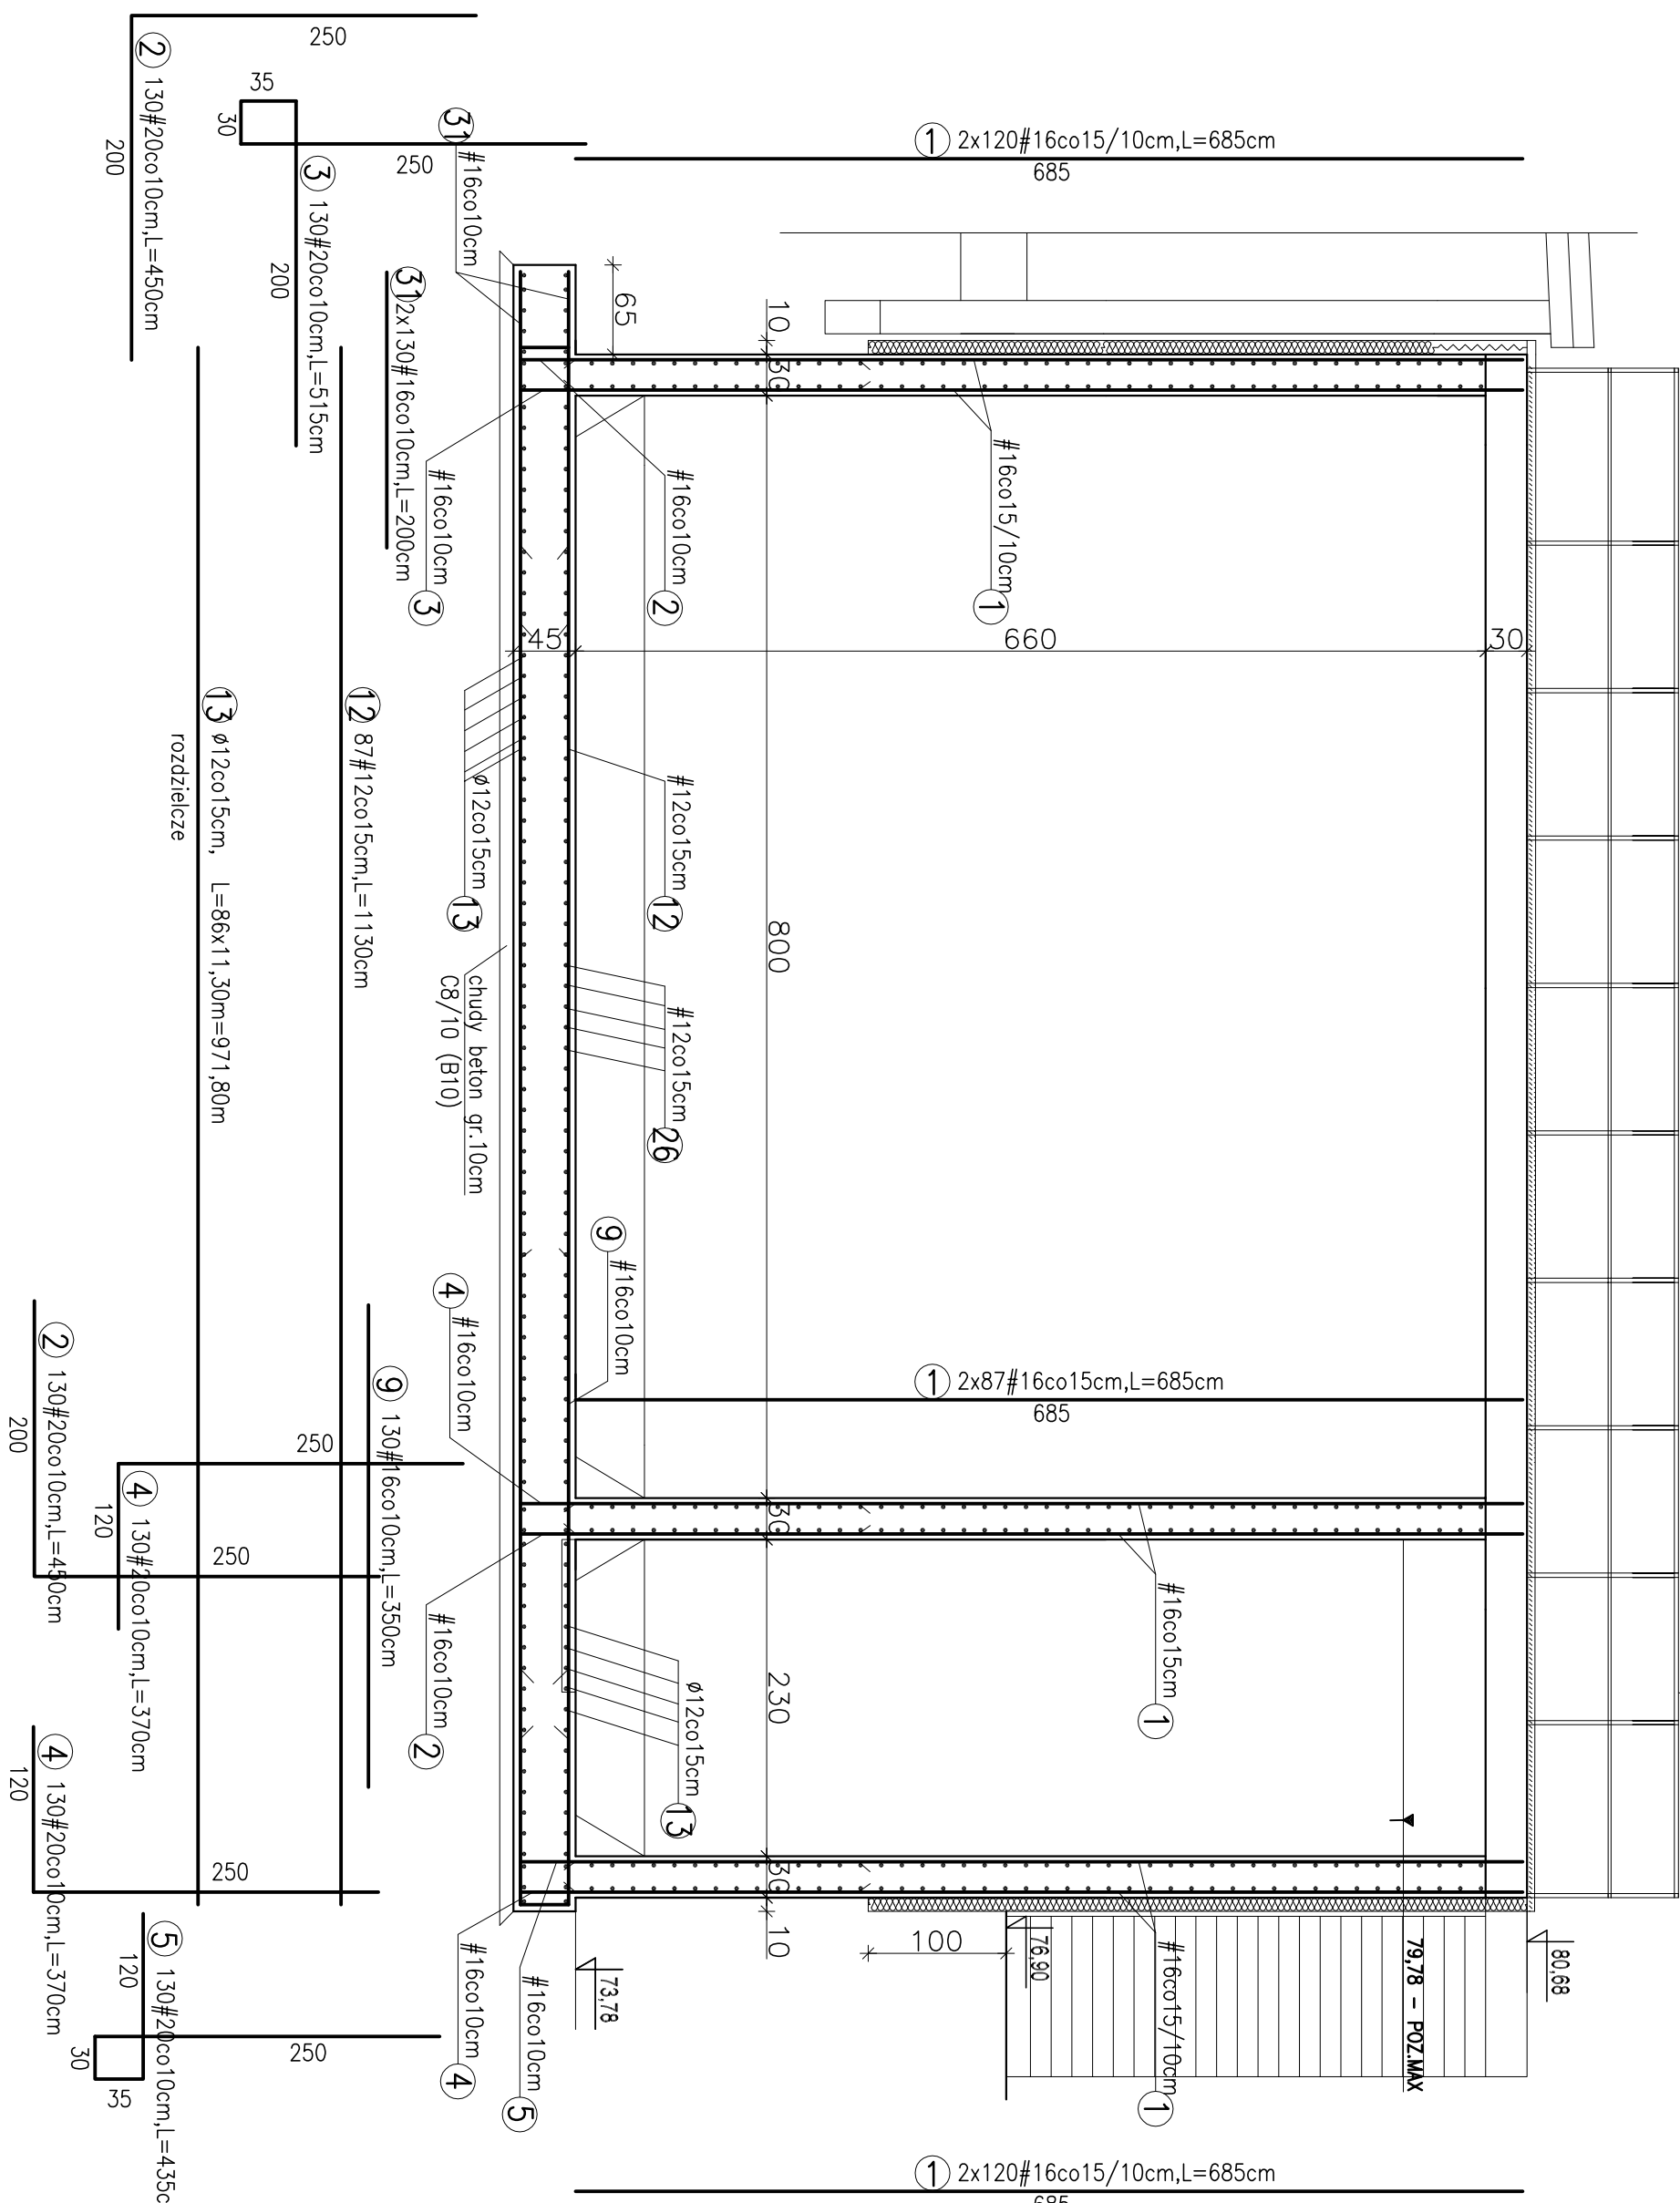 250
② 130#20co10cm,L=450cm
200
35
30
250
③ 130#20co10cm,L=515cm
200
③1 #16co10cm
③1 2x130#16co10cm,L=200cm
① 2x120#16co15/10cm,L=685cm
685
65
10
30
#16co15/10cm ①
#16co10cm ②
#16co10cm ③
45
660
30
⑬ ø12co15cm, L=86x11,30m=971,80m
rozdzielcze
⑫ 87#12co15cm,L=1130cm
ø12co15cm ⑬
#12co15cm ⑫
800
chudy beton gr.10cm
C8/10 (B10)
#12co15cm ㉖
⑨ #16co10cm
④ #16co10cm
① 2x87#16co15cm,L=685cm
685
② 130#20co10cm,L=450cm
200
250
④ 130#20co10cm,L=370cm
120
250
⑨ 130#16co10cm,L=350cm
30
#16co10cm ②
#16co15cm ①
230
ø12co15cm ⑬
④ 130#20co10cm,L=370cm
120
250
30
10
100
76,90
79,78 - POZ.MAX
80,68
73,78
#16co15/10cm ①
#16co10cm ④
#16co10cm ⑤
⑤ 130#20co10cm,L=435c
120
250
30
35
① 2x120#16co15/10cm,L=685cm
685